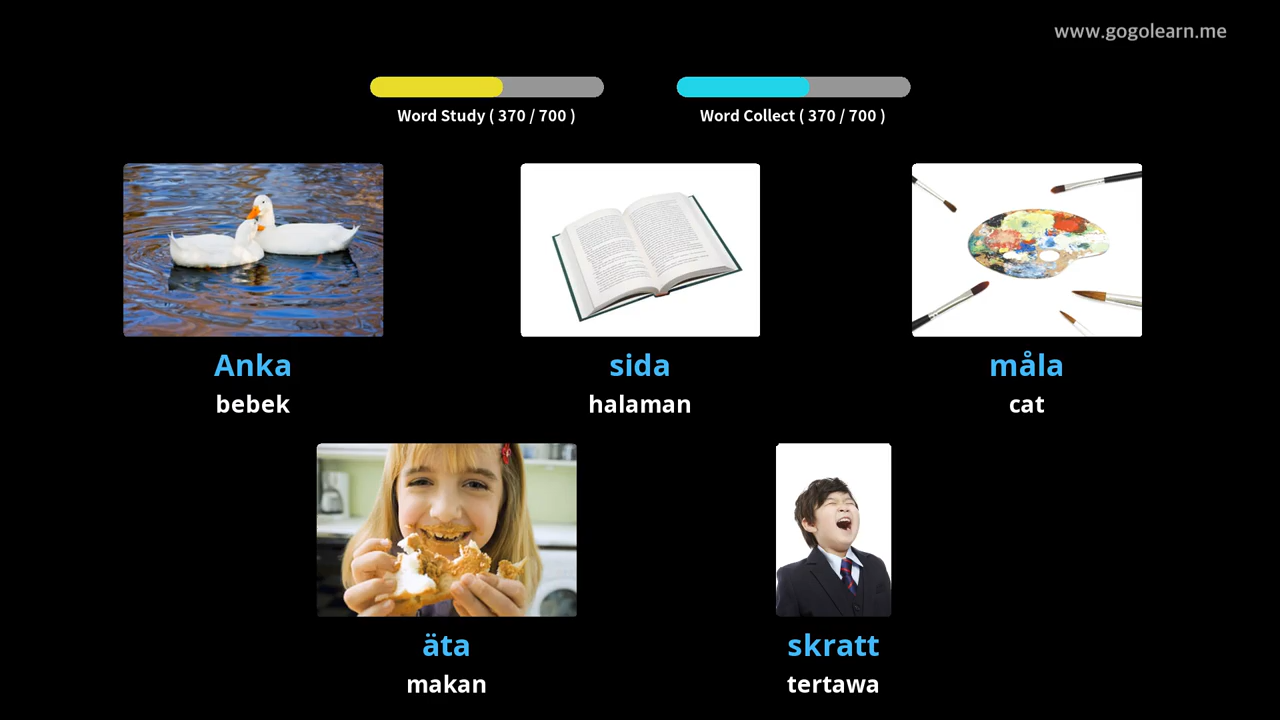 www.gogolearn.me
Word Study ( 370 / 700 )
Word Collect ( 370 / 700 )
Anka
bebek
sida
halaman
måla
cat
äta
makan
skratt
tertawa